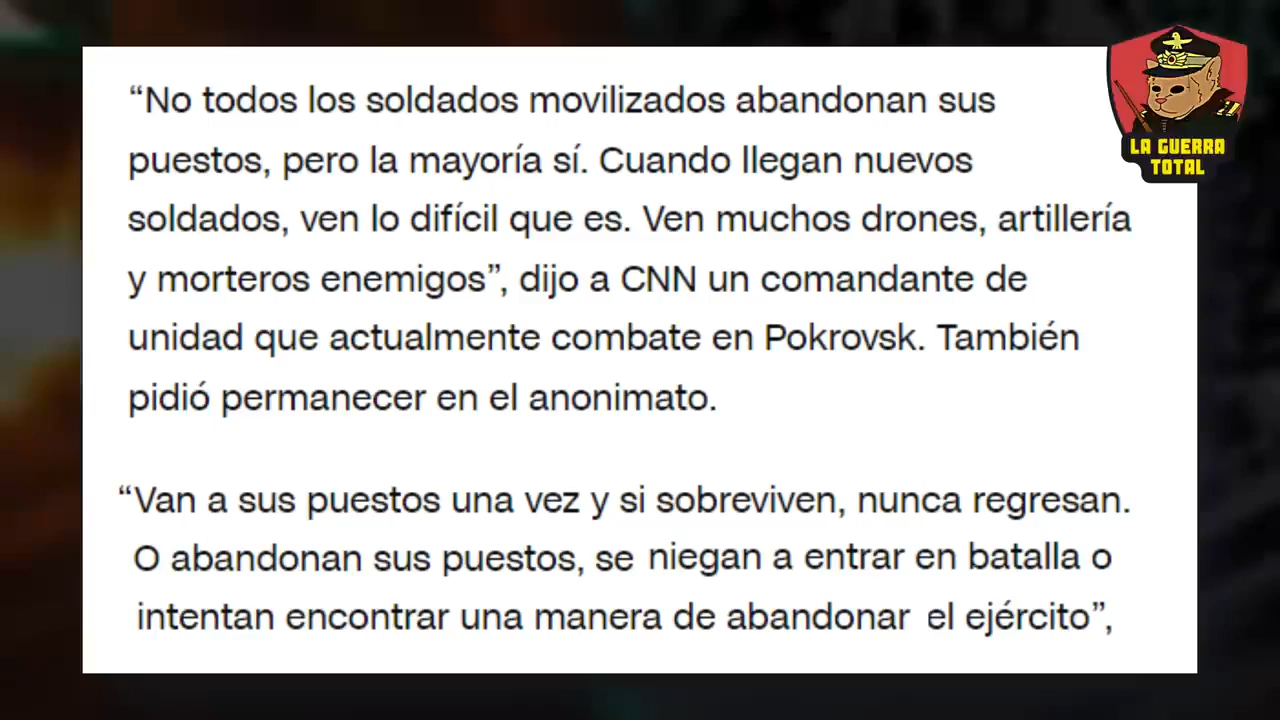 “No todos los soldados movilizados abandonan sus
puestos, pero la mayoría sí. Cuando llegan nuevos
soldados, ven lo difícil que es. Ven muchos drones, artillería
y morteros enemigos”, dijo a CNN un comandante de
unidad que actualmente combate en Pokrovsk. También
pidió permanecer en el anonimato.
“Van a sus puestos una vez y si sobreviven, nunca regresan.
O abandonan sus puestos, se niegan a entrar en batalla o
intentan encontrar una manera de abandonar el ejército”,
LA GUERRA
TOTAL